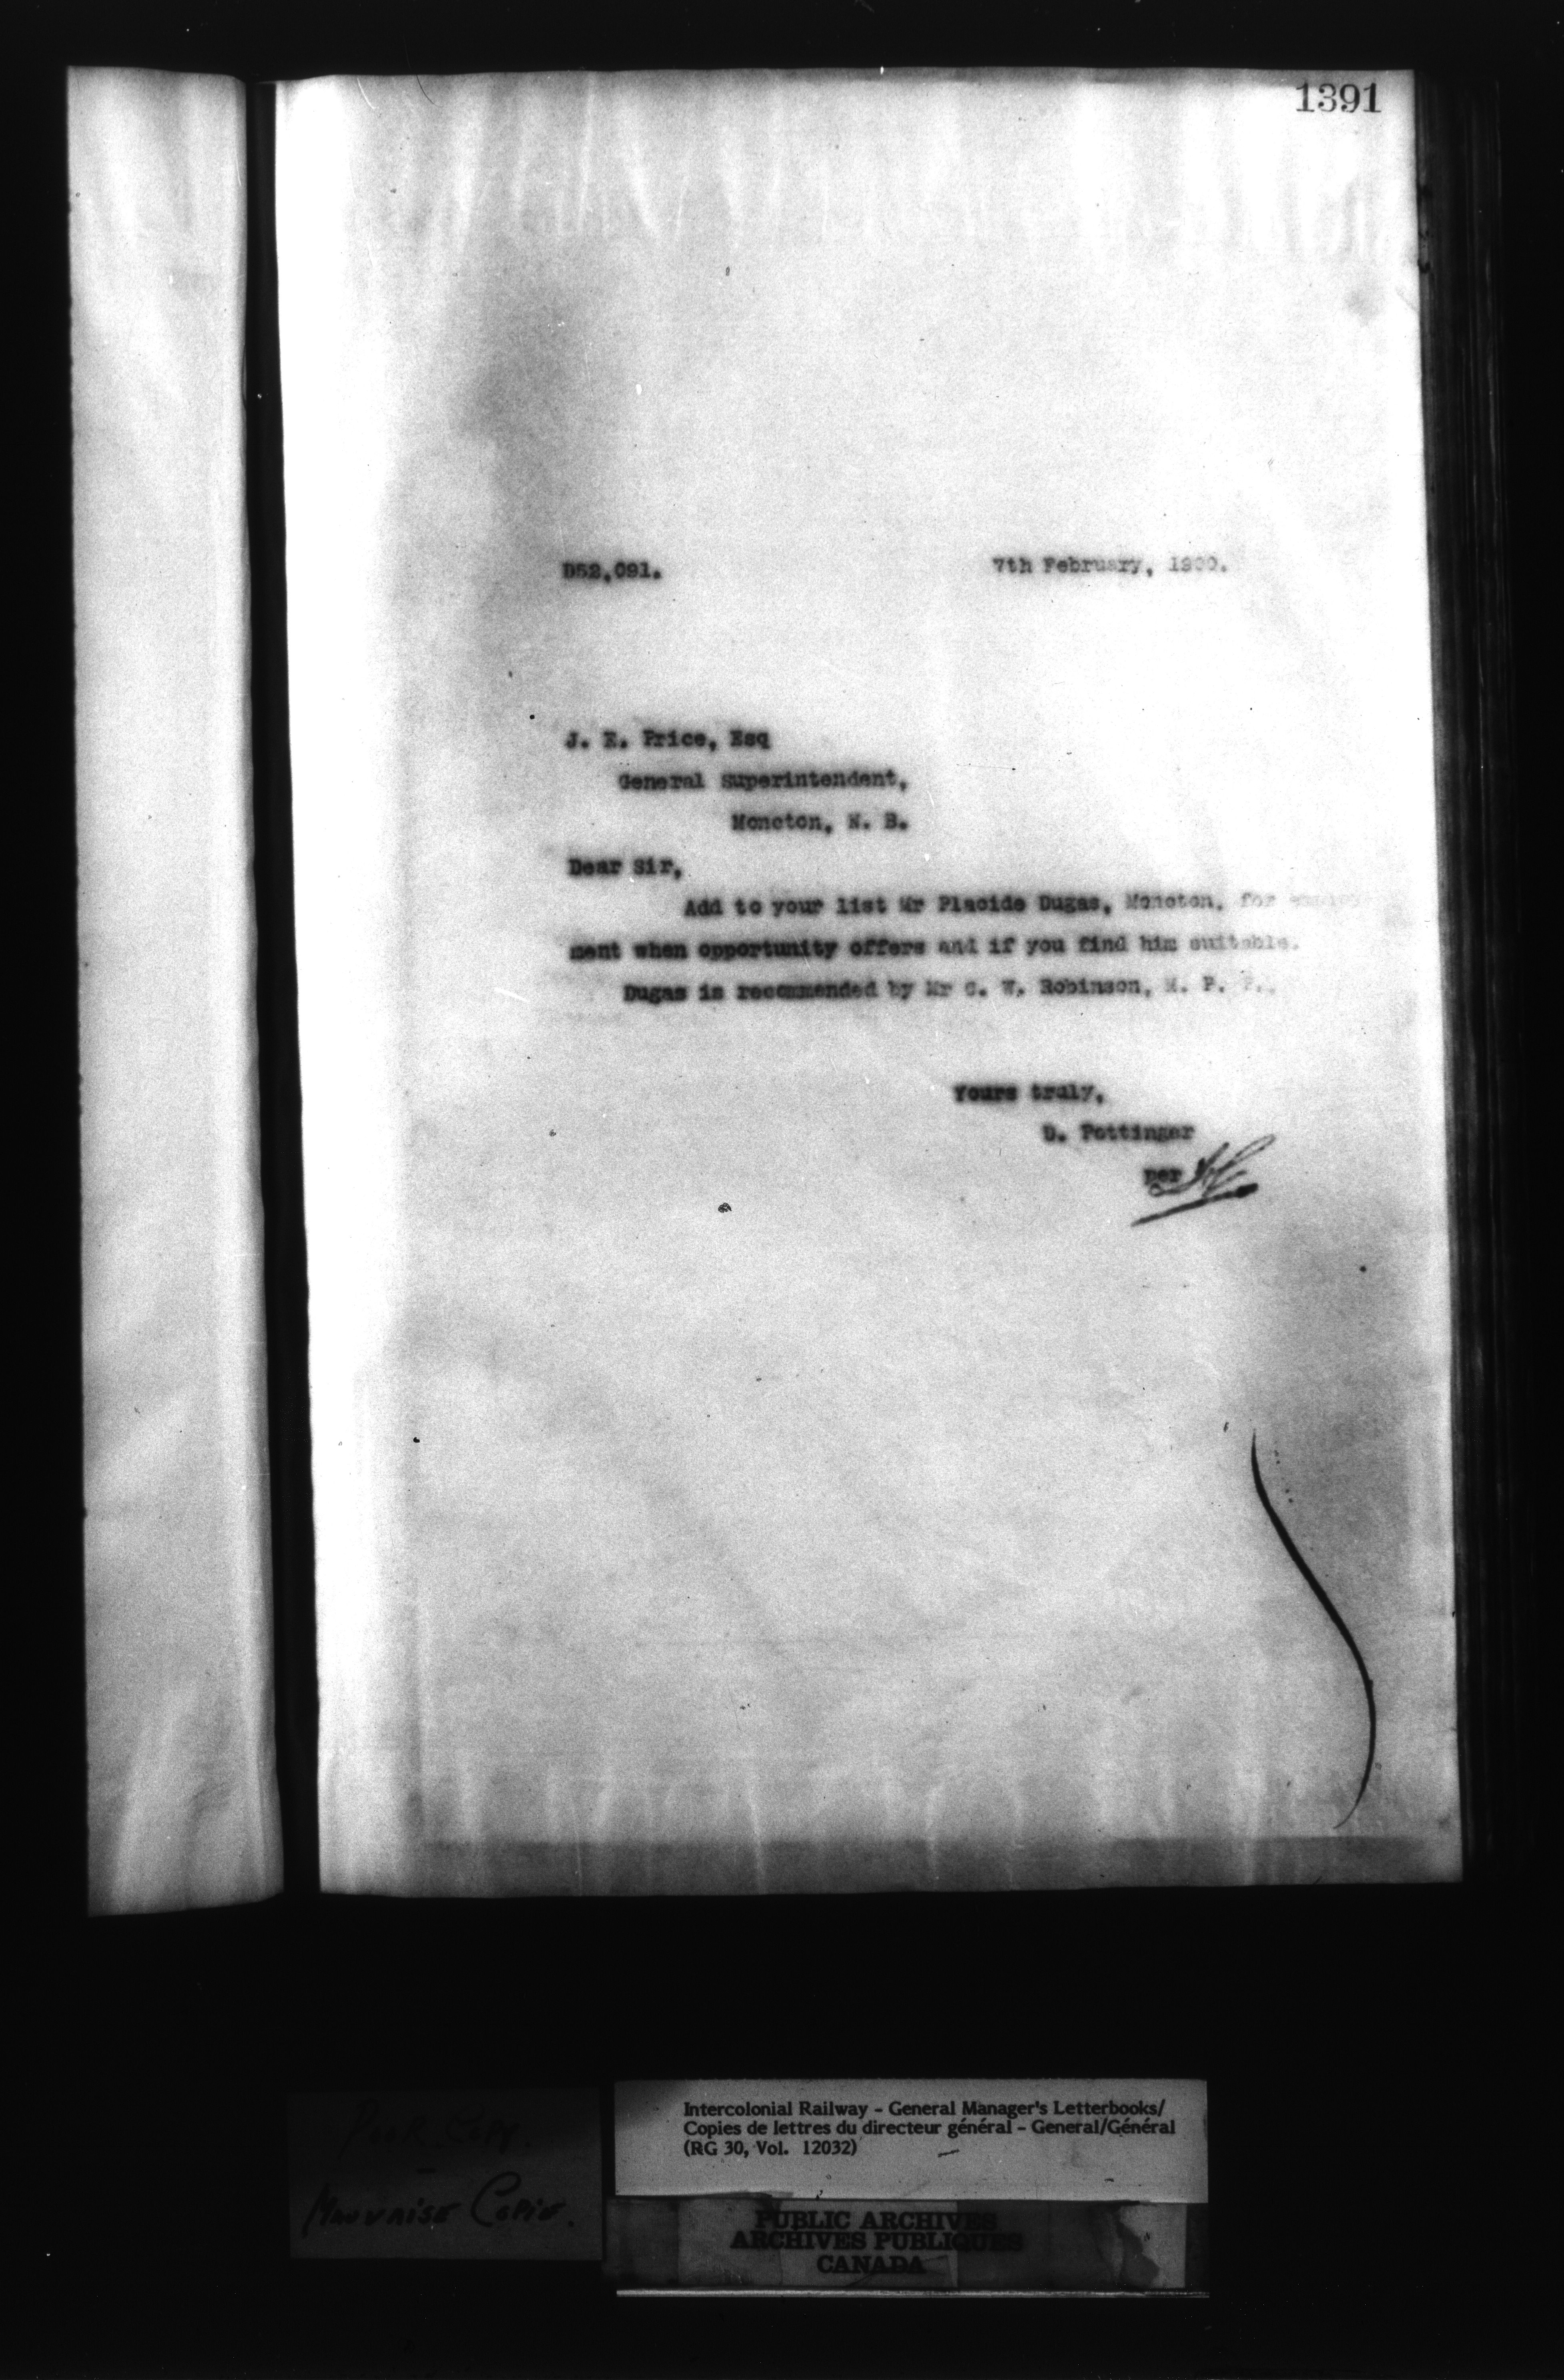 1391
D52,091.
7th February, 1900.
J. E. Price, Esq
General Superintendent,
Moncton, N. B.
Dear Sir,
Add to your list Mr Placide Dugas, Moncton, for
ment when opportunity offers and if you find him suitable.
Dugas is recommended by Mr C. W. Robinson, M. P. P.
Yours truly,
D. Pottinger
per
Poor Copy.
Mauvaise Copie.
Intercolonial Railway - General Manager's Letterbooks/
Copies de lettres du directeur général - General/Général
(RG 30, Vol. 12032)
PUBLIC ARCHIVES
ARCHIVES PUBLIQUES
CANADA